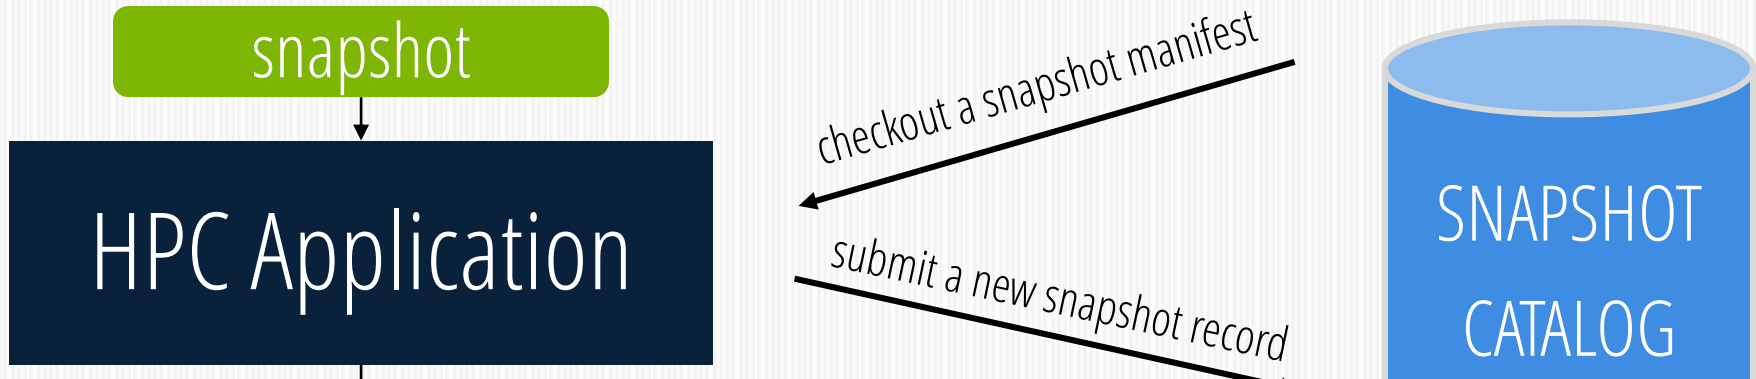 snapshot
HPC Application
checkout a snapshot manifest
submit a new snapshot record
SNAPSHOT
CATALOG